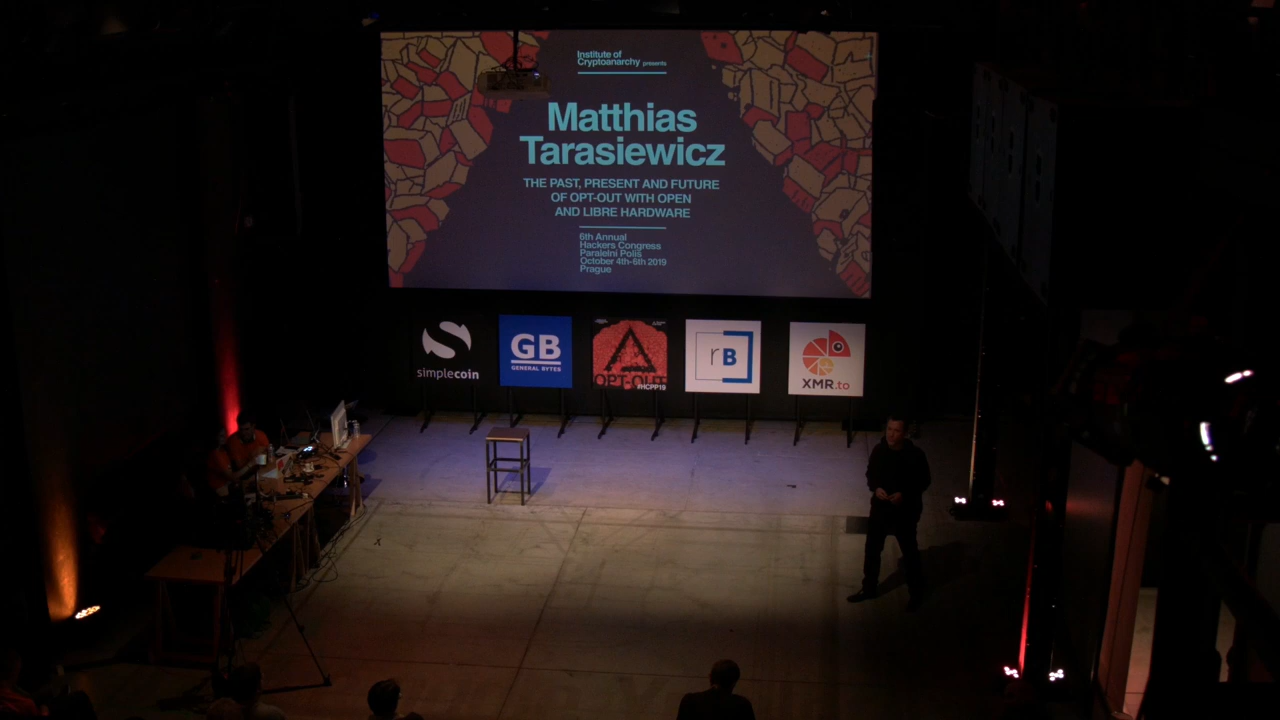 Institute of
Cryptoanarchy presents
Matthias
Tarasiewicz
THE PAST, PRESENT AND FUTURE
OF OPT-OUT WITH OPEN
AND LIBRE HARDWARE
6th Annual
Hackers Congress
Paralelni Polis
October 4th-6th 2019
Prague
simplecoin
GB
GENERAL BYTES
OPT-OUT
#HCPP19
rB
XMR.to